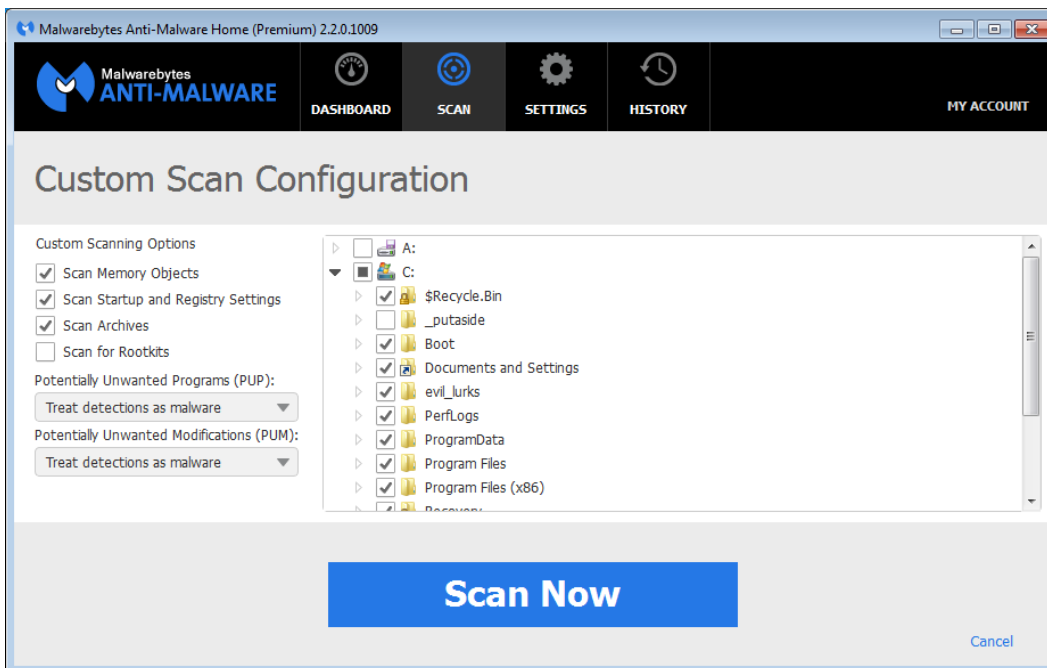 Malwarebytes Anti-Malware Home (Premium) 2.2.0.1009
Malwarebytes
ANTI-MALWARE
DASHBOARD
SCAN
SETTINGS
HISTORY
MY ACCOUNT
Custom Scan Configuration
Custom Scanning Options
Scan Memory Objects
Scan Startup and Registry Settings
Scan Archives
Scan for Rootkits
Potentially Unwanted Programs (PUP):
Treat detections as malware
Potentially Unwanted Modifications (PUM):
Treat detections as malware
A:
C:
$Recycle.Bin
_putaside
Boot
Documents and Settings
evil_lurks
PerfLogs
ProgramData
Program Files
Program Files (x86)
Recovery
Scan Now
Cancel